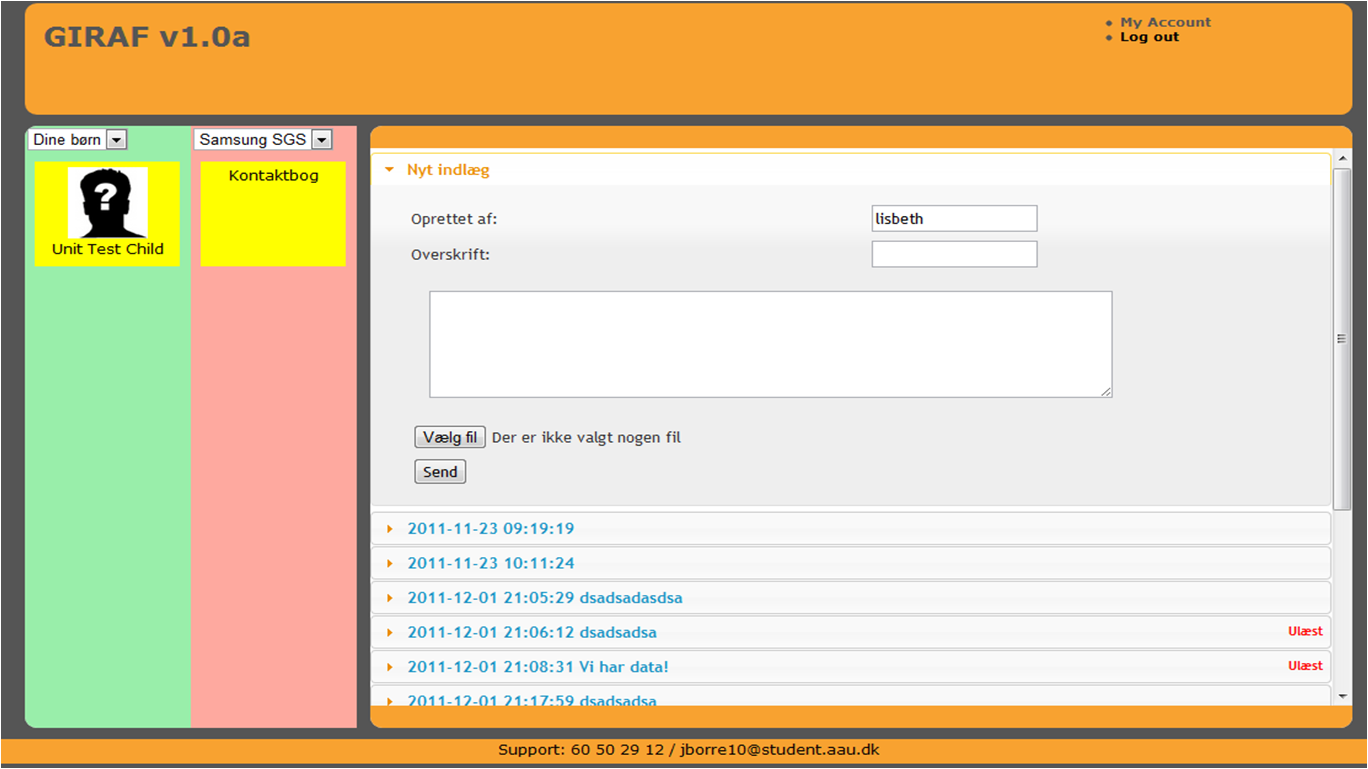 GIRAF v1.0a
My Account
Log out
Dine børn
Samsung SGS
?
Unit Test Child
Kontaktbog
Nyt indlæg
Oprettet af: lisbeth
Overskrift:
Vælg fil Der er ikke valgt nogen fil
Send
2011-11-23 09:19:19
2011-11-23 10:11:24
2011-12-01 21:05:29 dsadsadasdsa
2011-12-01 21:06:12 dsadsadsa Ulæst
2011-12-01 21:08:31 Vi har data! Ulæst
2011-12-01 21:17:59 dsadsadsa
Support: 60 50 29 12 / jborre10@student.aau.dk